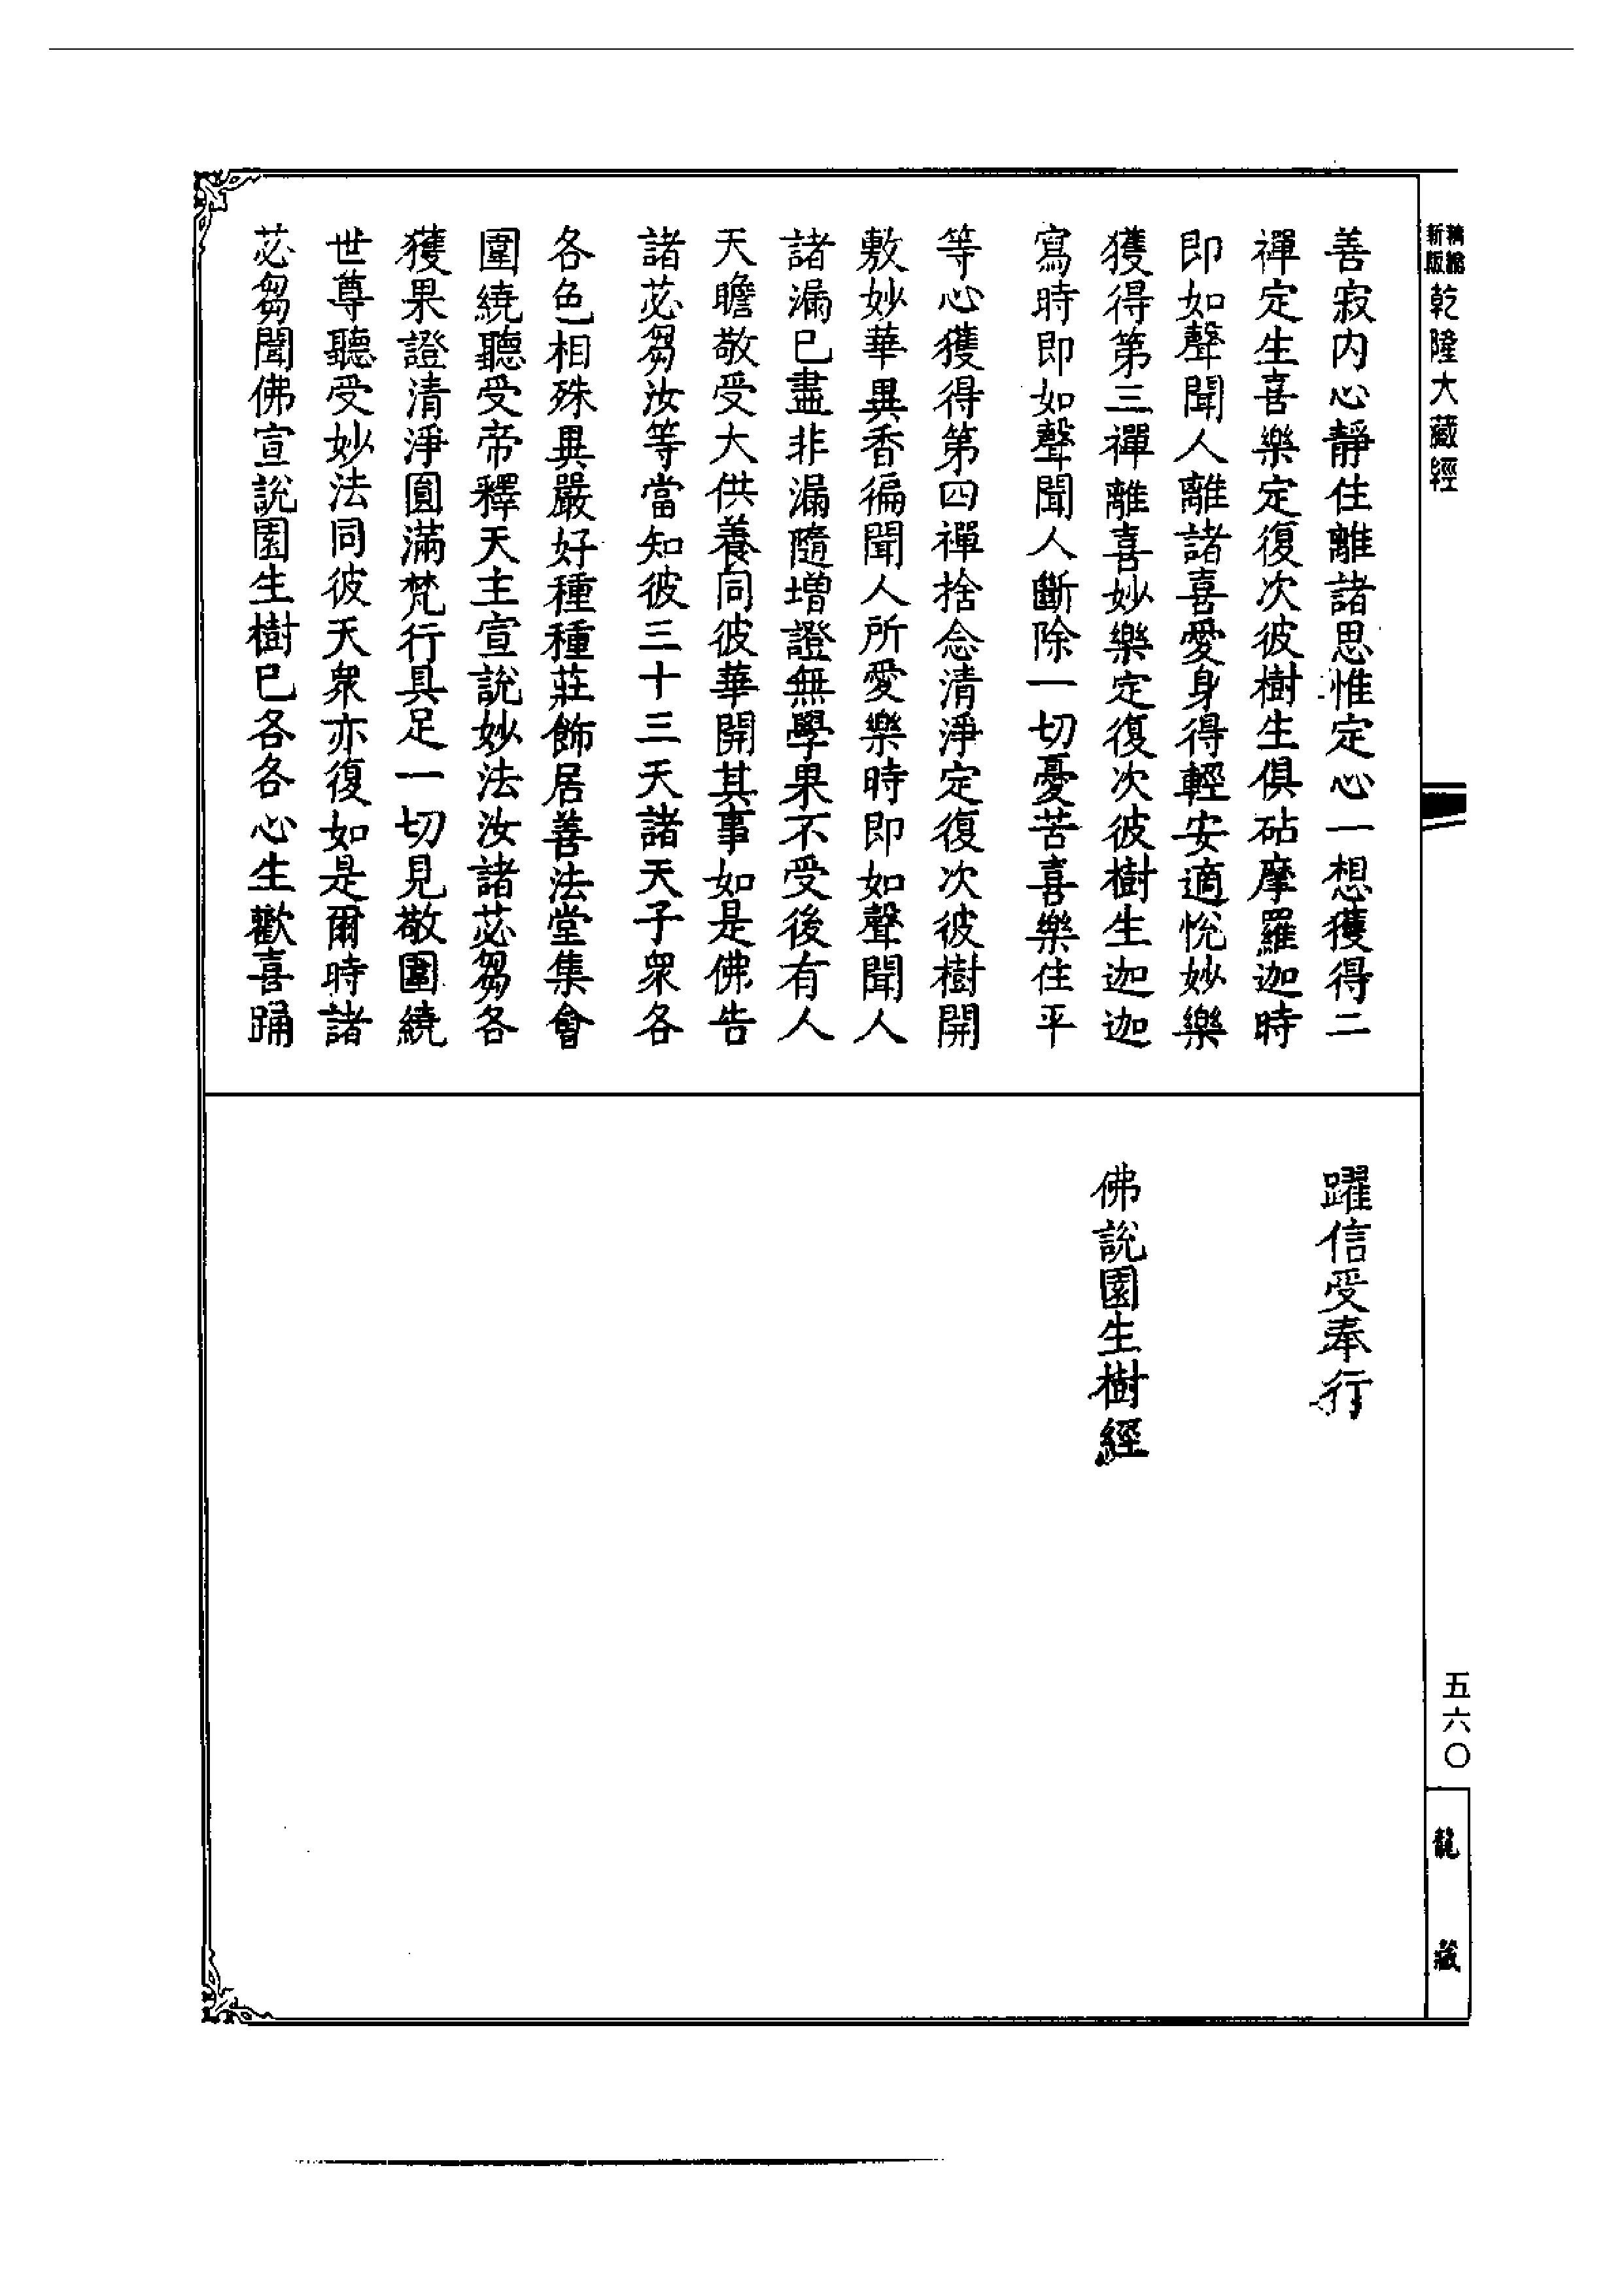 精縮新版乾隆大藏經
善寂內心靜住離諸思惟定心一想獲得二
禪定生喜樂定復次彼樹生俱砧摩羅迦時
即如聲聞人離諸喜愛身得輕安適悅妙樂
獲得第三禪離喜妙樂定復次彼樹生迦迦
寫時即如聲聞人斷除一切憂苦喜樂住平
等心獲得第四禪捨念清淨定復次彼樹開
敷妙華異香徧聞人所愛樂時即如聲聞人
諸漏已盡非漏隨增證無學果不受後有人
天瞻敬受大供養同彼華開其事如是佛告
諸苾芻汝等當知彼三十三天諸天子眾各
各色相殊異嚴好種種莊飾居善法堂集會
圍繞聽受帝釋天主宣說妙法汝諸苾芻各
獲果證清淨圓滿梵行具足一切見敬圍繞
世尊聽受妙法同彼天眾亦復如是爾時諸
苾芻聞佛宣說園生樹已各各心生歡喜踊
躍信受奉行
佛說園生樹經
五六〇
龍藏